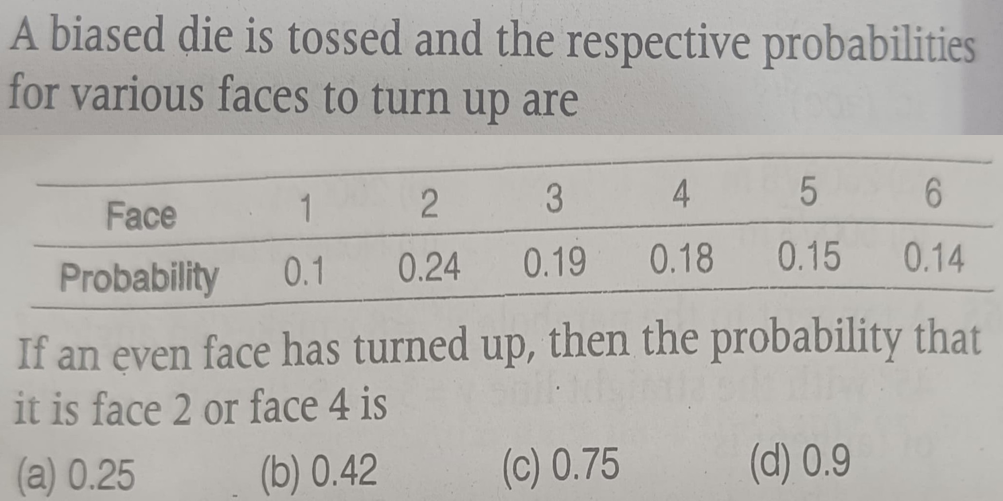 A biased die is tossed and the respective probabilities
for various faces to turn up are
Face 1 2 3 4 5 6
Probability 0.1 0.24 0.19 0.18 0.15 0.14
If an even face has turned up, then the probability that
it is face 2 or face 4 is
(a) 0.25 (b) 0.42 (c) 0.75 (d) 0.9